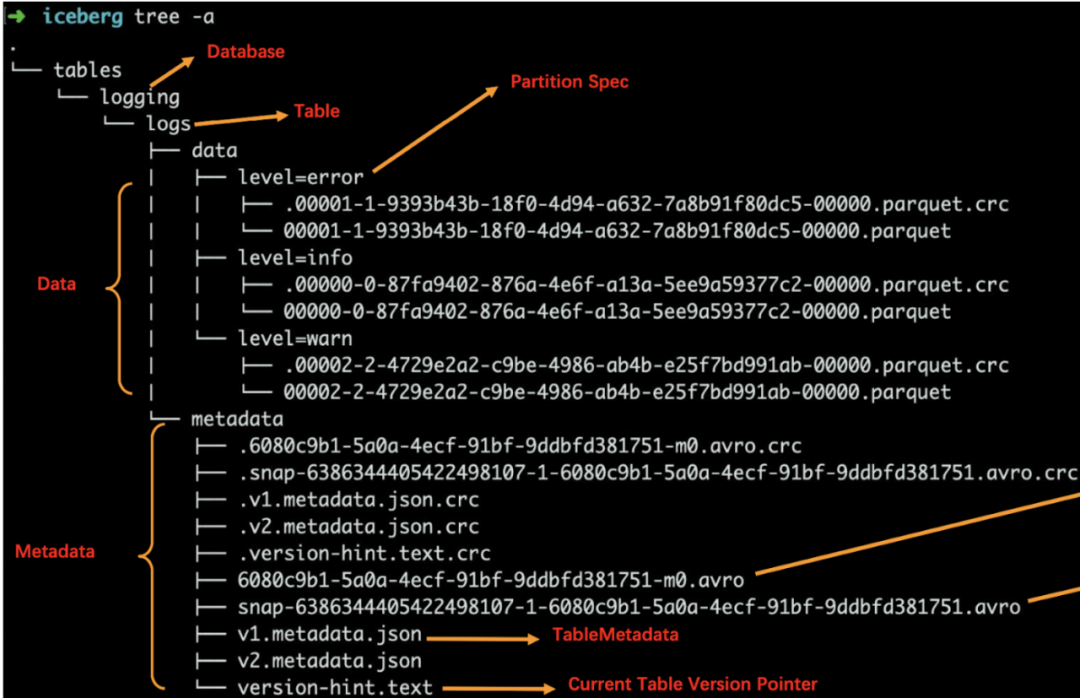 ➜ iceberg tree -a
.
└── tables
Database
└── logging
Partition Spec
└── logs
Table
├── data
│ ├── level=error
│ │ ├── .00001-1-9393b43b-18f0-4d94-a632-7a8b91f80dc5-00000.parquet.crc
│ │ └── 00001-1-9393b43b-18f0-4d94-a632-7a8b91f80dc5-00000.parquet
│ ├── level=info
Data
│ │ ├── .00000-0-87fa9402-876a-4e6f-a13a-5ee9a59377c2-00000.parquet.crc
│ │ └── 00000-0-87fa9402-876a-4e6f-a13a-5ee9a59377c2-00000.parquet
│ └── level=warn
│ ├── .00002-2-4729e2a2-c9be-4986-ab4b-e25f7bd991ab-00000.parquet.crc
│ └── 00002-2-4729e2a2-c9be-4986-ab4b-e25f7bd991ab-00000.parquet
└── metadata
├── .6080c9b1-5a0a-4ecf-91bf-9ddbfd381751-m0.avro.crc
├── .snap-6386344405422498107-1-6080c9b1-5a0a-4ecf-91bf-9ddbfd381751.avro.crc
├── .v1.metadata.json.crc
├── .v2.metadata.json.crc
├── .version-hint.text.crc
Metadata
├── 6080c9b1-5a0a-4ecf-91bf-9ddbfd381751-m0.avro
├── snap-6386344405422498107-1-6080c9b1-5a0a-4ecf-91bf-9ddbfd381751.avro
├── v1.metadata.json
TableMetadata
├── v2.metadata.json
└── version-hint.text
Current Table Version Pointer